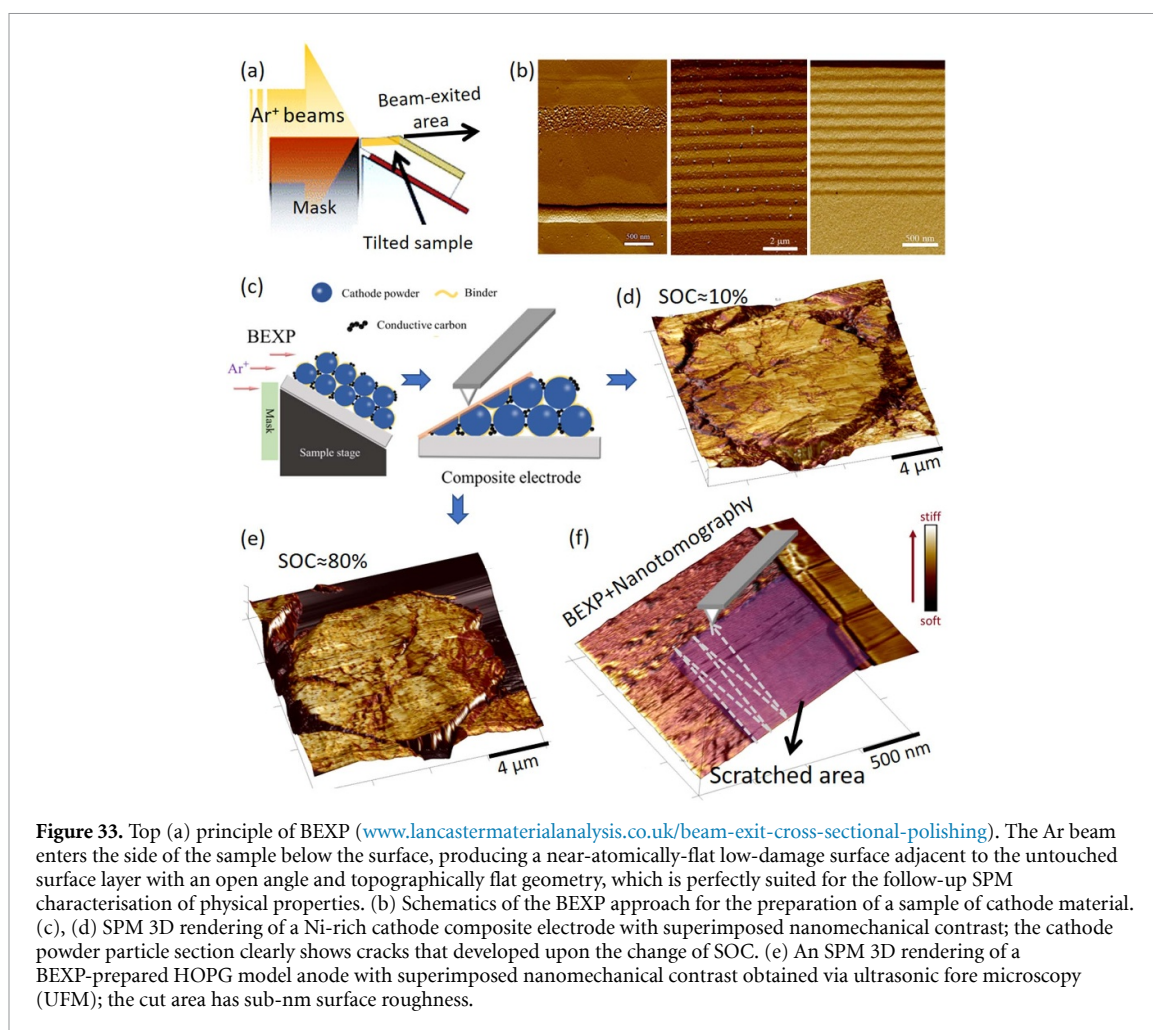 (a)
Ar⁺ beams
Mask
Beam-exited
area
Tilted sample
(b)
500 nm
2 μm
500 nm
(c)
Cathode powder
Binder
Conductive carbon
BEXP
Ar⁺
Mask
Sample stage
Composite electrode
(d)
SOC≈10%
4 μm
(e)
SOC≈80%
4 μm
(f)
BEXP+Nanotomography
stiff
soft
Scratched area
500 nm
Figure 33. Top (a) principle of BEXP (www.lancastermaterialanalysis.co.uk/beam-exit-cross-sectional-polishing). The Ar beam
enters the side of the sample below the surface, producing a near-atomically-flat low-damage surface adjacent to the untouched
surface layer with an open angle and topographically flat geometry, which is perfectly suited for the follow-up SPM
characterisation of physical properties. (b) Schematics of the BEXP approach for the preparation of a sample of cathode material.
(c), (d) SPM 3D rendering of a Ni-rich cathode composite electrode with superimposed nanomechanical contrast; the cathode
powder particle section clearly shows cracks that developed upon the change of SOC. (e) An SPM 3D rendering of a
BEXP-prepared HOPG model anode with superimposed nanomechanical contrast obtained via ultrasonic fore microscopy
(UFM); the cut area has sub-nm surface roughness.